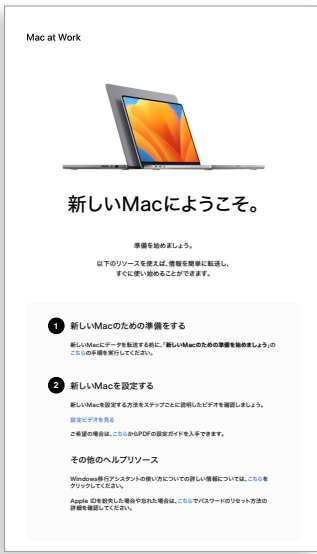 Mac at Work
新しいMacにようこそ。
準備を始めましょう。
以下のリソースを使えば、情報を簡単に転送し、
すぐに使い始めることができます。
1 新しいMacのための準備をする
新しいMacにデータを転送する前に、「新しいMacのための準備を始めましょう」の
こちらの手順を実行してください。
2 新しいMacを設定する
新しいMacを設定する方法をステップごとに説明したビデオを確認しましょう。
設定ビデオを見る
ご希望の場合は、こちらからPDFの設定ガイドを入手できます。
その他のヘルプリソース
Windows移行アシスタントの使い方についての詳しい情報については、こちらを
クリックしてください。
Apple IDを紛失した場合や忘れた場合は、こちらでパスワードのリセット方法の
詳細を確認してください。